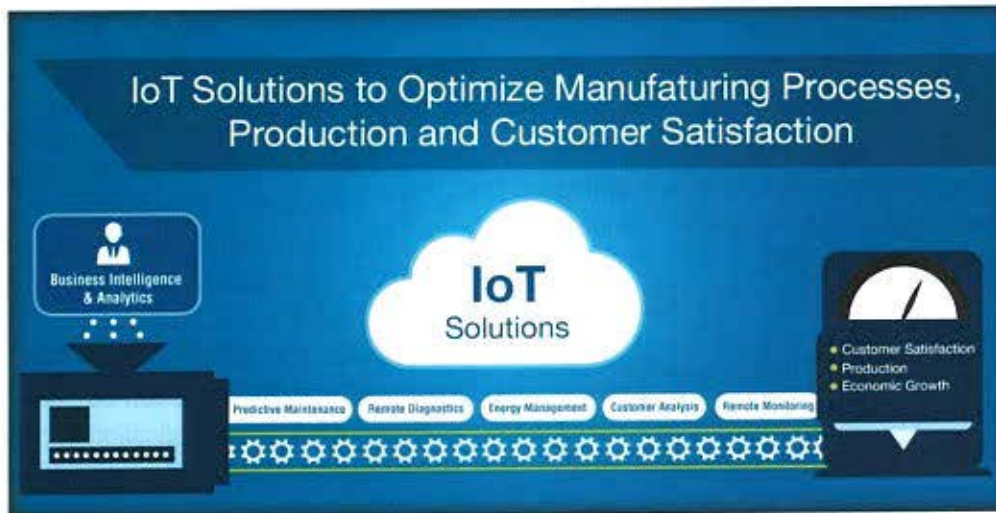 IoT Solutions to Optimize Manufaturing Processes,
Production and Customer Satisfaction
Business Intelligence
& Analytics
IoT
Solutions
Customer Satisfaction
Production
Economic Growth
Predictive Maintenance
Remote Diagnostics
Energy Management
Customer Analysis
Remote Monitoring